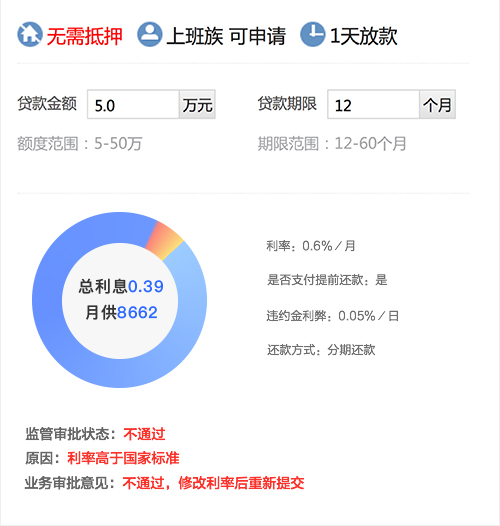 无需抵押 上班族 可申请 1天放款
贷款金额 5.0 万元 贷款期限 12 个月
额度范围：5-50万 期限范围：12-60个月
总利息0.39
月供8662
利率：0.6%／月
是否支付提前还款：是
违约金利弊：0.05%／日
还款方式：分期还款
监管审批状态：不通过
原因：利率高于国家标准
业务审批意见：不通过，修改利率后重新提交